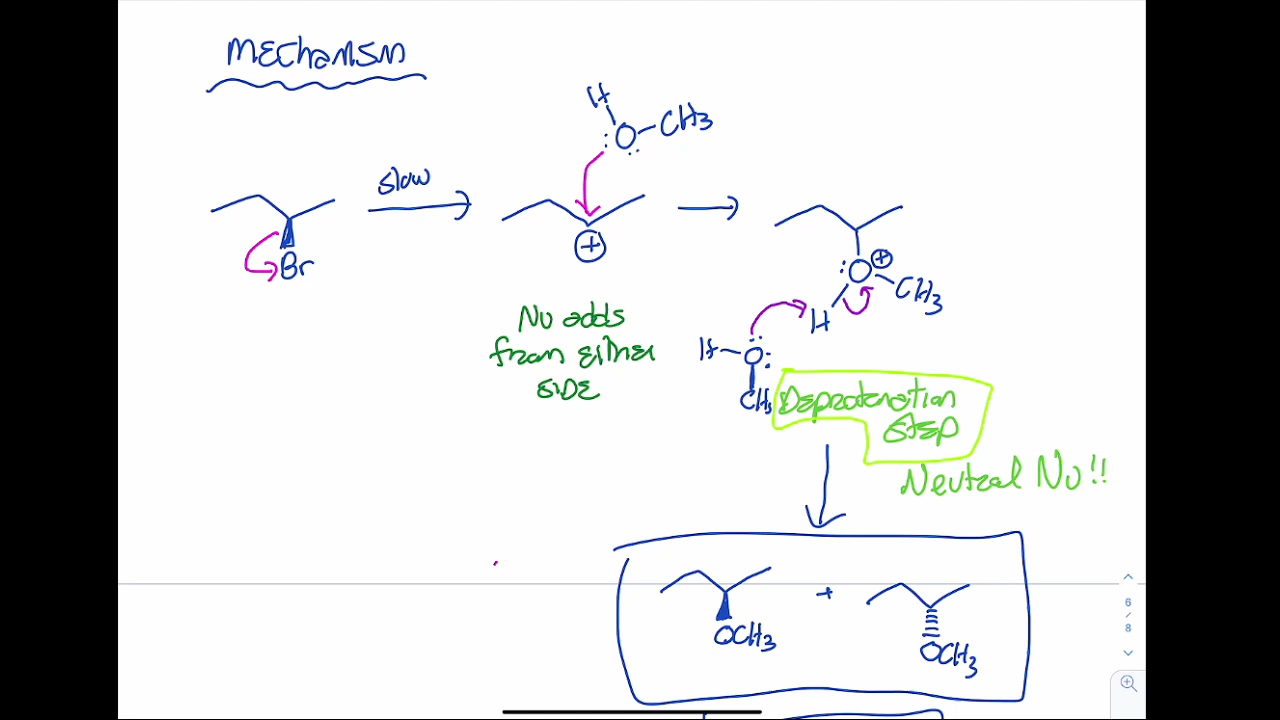 Mechanism
H
:O-CH3
slow
Br
+
:O+
CH3
H
H-O:
CH3
Nu adds
from either
side
Deprotonation
step
Neutral Nu!!
+
OCH3
OCH3
6
/
8